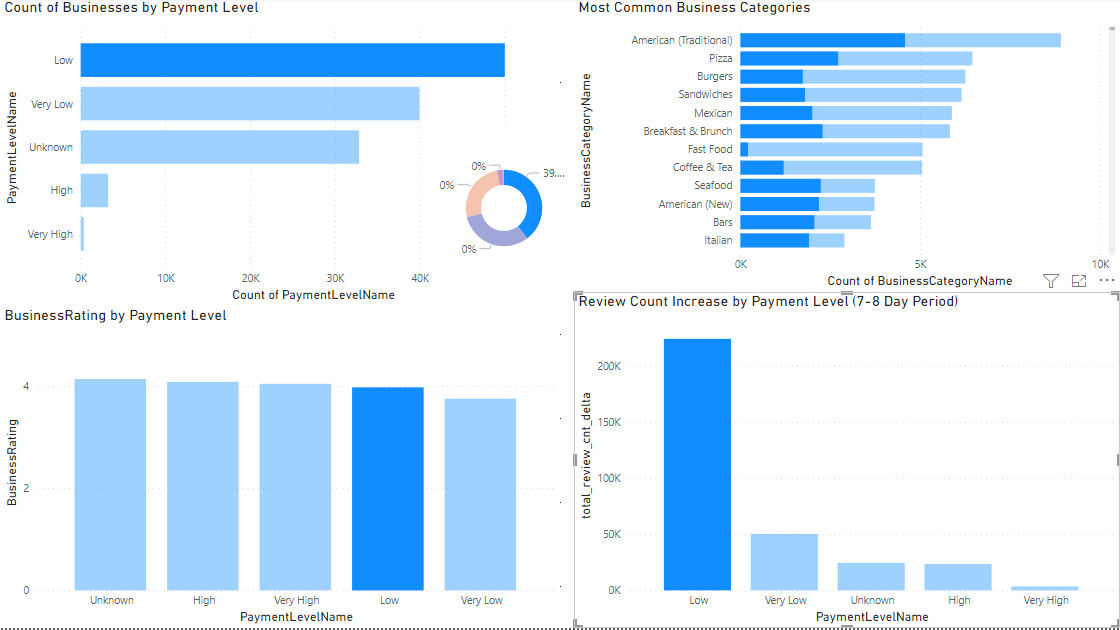 Count of Businesses by Payment Level
PaymentLevelName
Low
Very Low
Unknown
High
Very High
0K
10K
20K
30K
40K
Count of PaymentLevelName
0%
39....
0%
0%
Most Common Business Categories
BusinessCategoryName
American (Traditional)
Pizza
Burgers
Sandwiches
Mexican
Breakfast & Brunch
Fast Food
Coffee & Tea
Seafood
American (New)
Bars
Italian
0K
5K
10K
Count of BusinessCategoryName
BusinessRating by Payment Level
BusinessRating
4
2
0
Unknown
High
Very High
Low
Very Low
PaymentLevelName
Review Count Increase by Payment Level (7-8 Day Period)
total_review_cnt_delta
200K
150K
100K
50K
0K
Low
Very Low
Unknown
High
Very High
PaymentLevelName